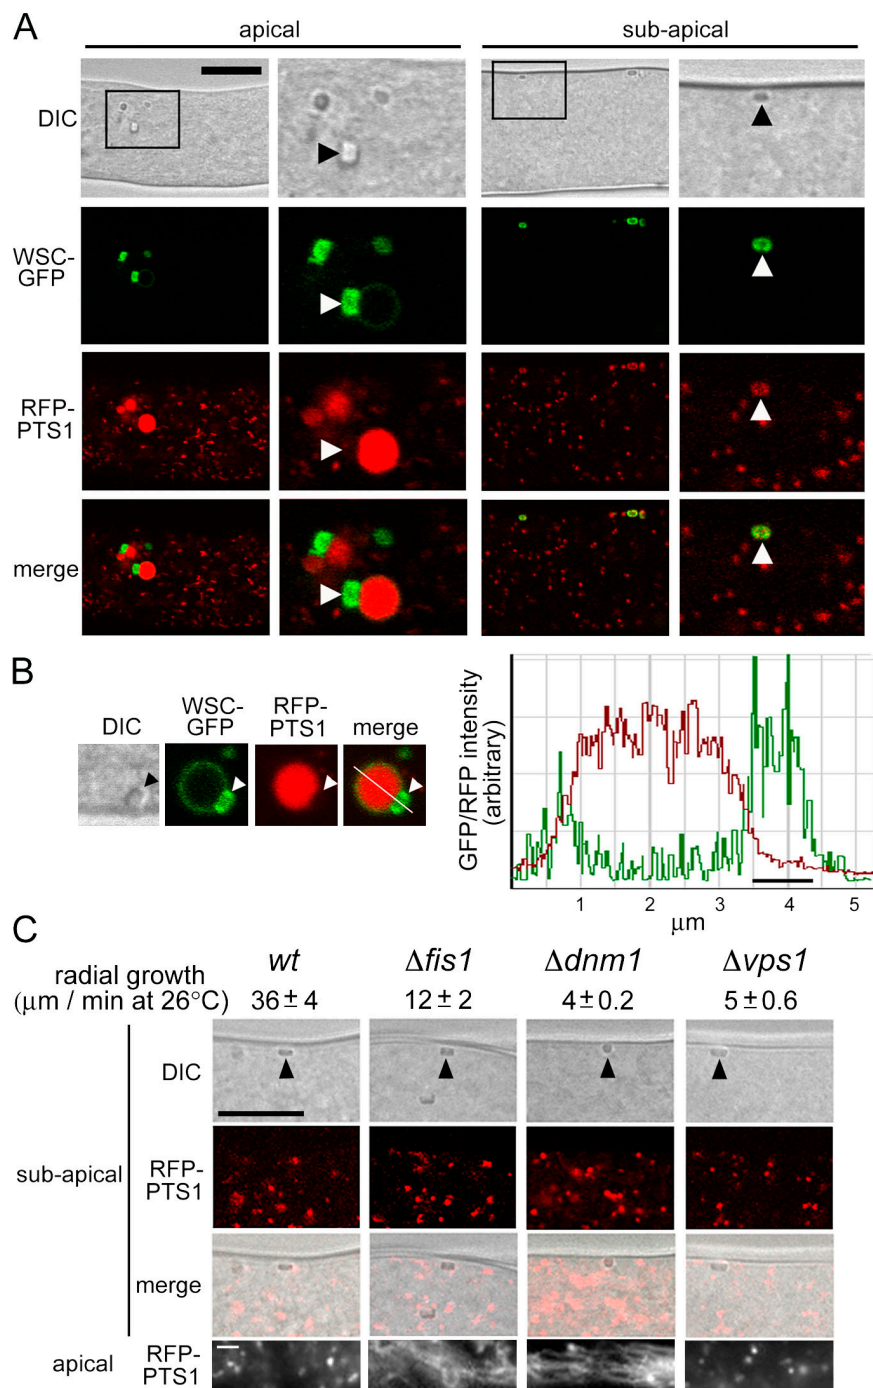 A
apical
sub-apical
DIC
WSC-
GFP
RFP-
PTS1
merge
B
DIC
WSC-
GFP
RFP-
PTS1
merge
GFP/RFP intensity
(arbitrary)
1 2 3 4 5
μm
C
wt Δfis1 Δdnm1 Δvps1
radial growth
(μm / min at 26°C)
36±4 12±2 4±0.2 5±0.6
DIC
sub-apical
RFP-
PTS1
merge
apical
RFP-
PTS1